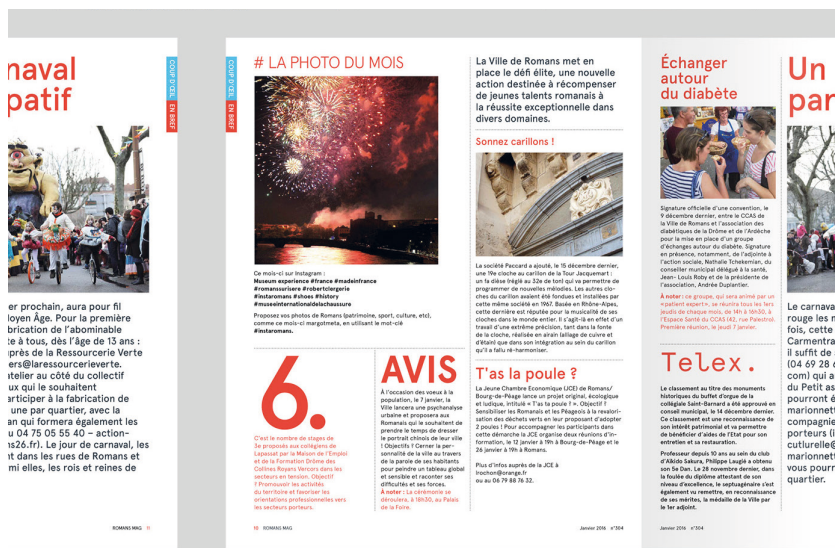 naval
patif
COUP D'ŒIL
EN BREF
er prochain, aura pour fil
oyen Âge. Pour la première
brication de l'abominable
te à tous, dès l'âge de 13 ans :
près de la Ressourcerie Verte
ers@laressourcerieverte.
atelier au côté du collectif
ux qui le souhaitent
articiper à la fabrication de
une par quartier, avec la
an qui formera également les
u 04 75 05 55 40 – action-
ns26.fr). Le jour de carnaval, les
nt dans les rues de Romans et
mi elles, les rois et reines de
ROMANS MAG 11
COUP D'ŒIL
EN BREF
# LA PHOTO DU MOIS
Ce mois-ci sur Instagram :
Museum experience #france #madeinfrance
#romanssurisere #robertclergerie
#instaromans #shoes #history
#museeinternationaldelachaussure
Proposez vos photos de Romans (patrimoine, sport, culture, etc),
comme ce mois-ci margotmeta, en utilisant le mot-clé
#instaromans.
6.
C'est le nombre de stages de
3e proposés aux collégiens de
Lapassat par la Maison de l'Emploi
et de la Formation Drôme des
Collines Royans Vercors dans les
secteurs en tension. Objectif
? Promouvoir les activités
du territoire et favoriser les
orientations professionnelles vers
les secteurs porteurs.
AVIS
À l'occasion des voeux à la
population, le 7 janvier, la
Ville lancera une psychanalyse
urbaine et proposera aux
Romanais qui le souhaitent de
prendre le temps de dresser
le portrait chinois de leur ville
! Objectifs ? Cerner la per-
sonnalité de la ville au travers
de la parole de ses habitants
pour peindre un tableau global
et sensible et raconter ses
difficultés et ses forces.
À noter : La cérémonie se
déroulera, à 18h30, au Palais
de la Foire.
10 ROMANS MAG
La Ville de Romans met en
place le défi élite, une nouvelle
action destinée à récompenser
de jeunes talents romanais à
la réussite exceptionnelle dans
divers domaines.
Sonnez carillons !
La société Paccard a ajouté, le 15 décembre dernier,
une 19e cloche au carillon de la Tour Jacquemart :
un fa dièse (réglé au 32e de ton) qui va permettre de
programmer de nouvelles mélodies. Les autres clo-
ches du carillon avaient été fondues et installées par
cette même société en 1967. Basée en Rhône-Alpes,
cette dernière est réputée pour la musicalité de ses
cloches dans le monde entier. Il s'agit-là en effet d'un
travail d'une extrême précision, tant dans la fonte
de la cloche, réalisée en airain (alliage de cuivre et
d'étain) que dans son intégration au sein du carillon
qu'il a fallu ré-harmoniser.
T'as la poule ?
La Jeune Chambre Economique (JCE) de Romans/
Bourg-de-Péage lance un projet original, écologique
et ludique, intitulé « T'as la poule ? ». Objectif ?
Sensibiliser les Romanais et les Péageois à la revalori-
sation des déchets verts en leur proposant d'adopter
2 poules ! Pour accompagner les participants dans
cette démarche la JCE organise deux réunions d'in-
formation, le 12 janvier à 19h à Bourg-de-Péage et le
26 janvier à 19h à Romans.
Plus d'infos auprès de la JCE à
lrochon@orange.fr
ou au 06 79 88 76 32.
Janvier 2016 n°304
Échanger
autour
du diabète
Signature officielle d'une convention, le
9 décembre dernier, entre le CCAS de
la Ville de Romans et l'association des
diabétiques de la Drôme et de l'Ardèche
pour la mise en place d'un groupe
d'échanges autour du diabète. Signature
en présence, notamment, de l'adjointe à
l'action sociale, Nathalie Tchekemian, du
conseiller municipal délégué à la santé,
Jean- Louis Roby et de la présidente de
l'association, Andrée Duplantier.
À noter : ce groupe, qui sera animé par un
«patient expert», se réunira tous les 1ers
jeudis de chaque mois, de 14h à 16h30, à
l'Espace Santé du CCAS (42, rue Palestro).
Première réunion, le jeudi 7 janvier.
Telex.
Le classement au titre des monuments
historiques du buffet d'orgue de la
collégiale Saint-Barnard a été approuvé en
conseil municipal, le 14 décembre dernier.
Ce classement est une reconnaissance de
son intérêt patrimonial et va permettre
de bénéficier d'aides de l'Etat pour son
entretien et sa restauration.
Professeur depuis 10 ans au sein du club
d'Aïkido Sakura, Philippe Laugié a obtenu
son 5e Dan. Le 28 novembre dernier, dans
la foulée du diplôme attestant de son
niveau d'excellence, le septuagénaire s'est
également vu remettre, en reconnaissance
de ses mérites, la médaille de la Ville par
le 1er adjoint.
Janvier 2016 n°304
Un
par
Le carnava
rouge les m
fois, cette
Carmentra
il suffit de s
(04 69 28 6
com) qui a
du Petit as
pourront é
marionnet
compagnie
porteurs (i
cutlurelle@
marionnet
vous pourr
quartier.